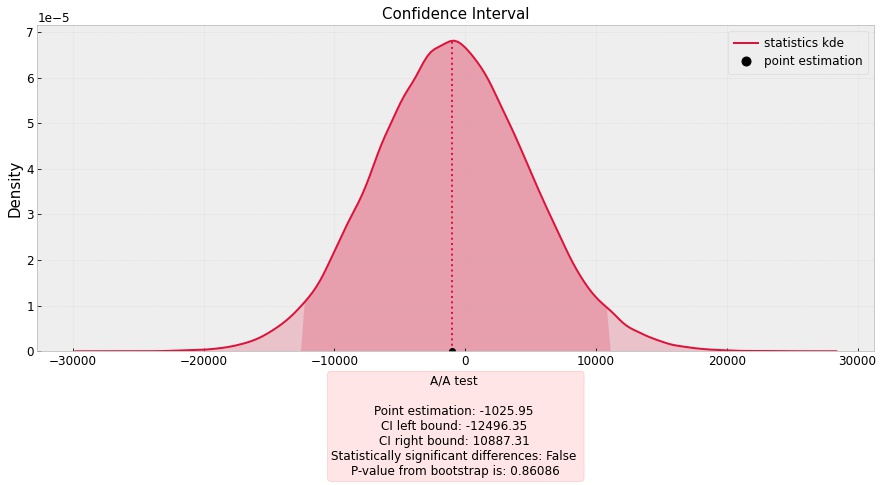 Confidence Interval
1e−5
7
6
5
4
3
2
1
0
Density
statistics kde
point estimation
−30000 −20000 −10000 0 10000 20000 30000
A/A test
Point estimation: -1025.95
CI left bound: -12496.35
CI right bound: 10887.31
Statistically significant differences: False
P-value from bootstrap is: 0.86086